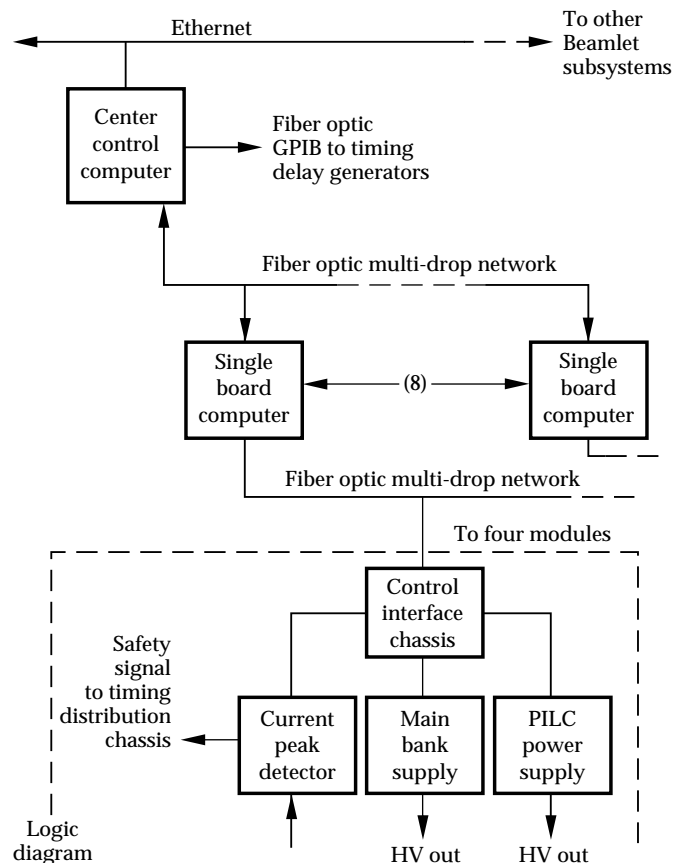 Ethernet
To other
Beamlet
subsystems
Center
control
computer
Fiber optic
GPIB to timing
delay generators
Fiber optic multi-drop network
Single
board
computer
(8)
Single
board
computer
Fiber optic multi-drop network
To four modules
Control
interface
chassis
Safety
signal
to timing
distribution
chassis
Current
peak
detector
Main
bank
supply
PILC
power
supply
Logic
diagram
HV out
HV out